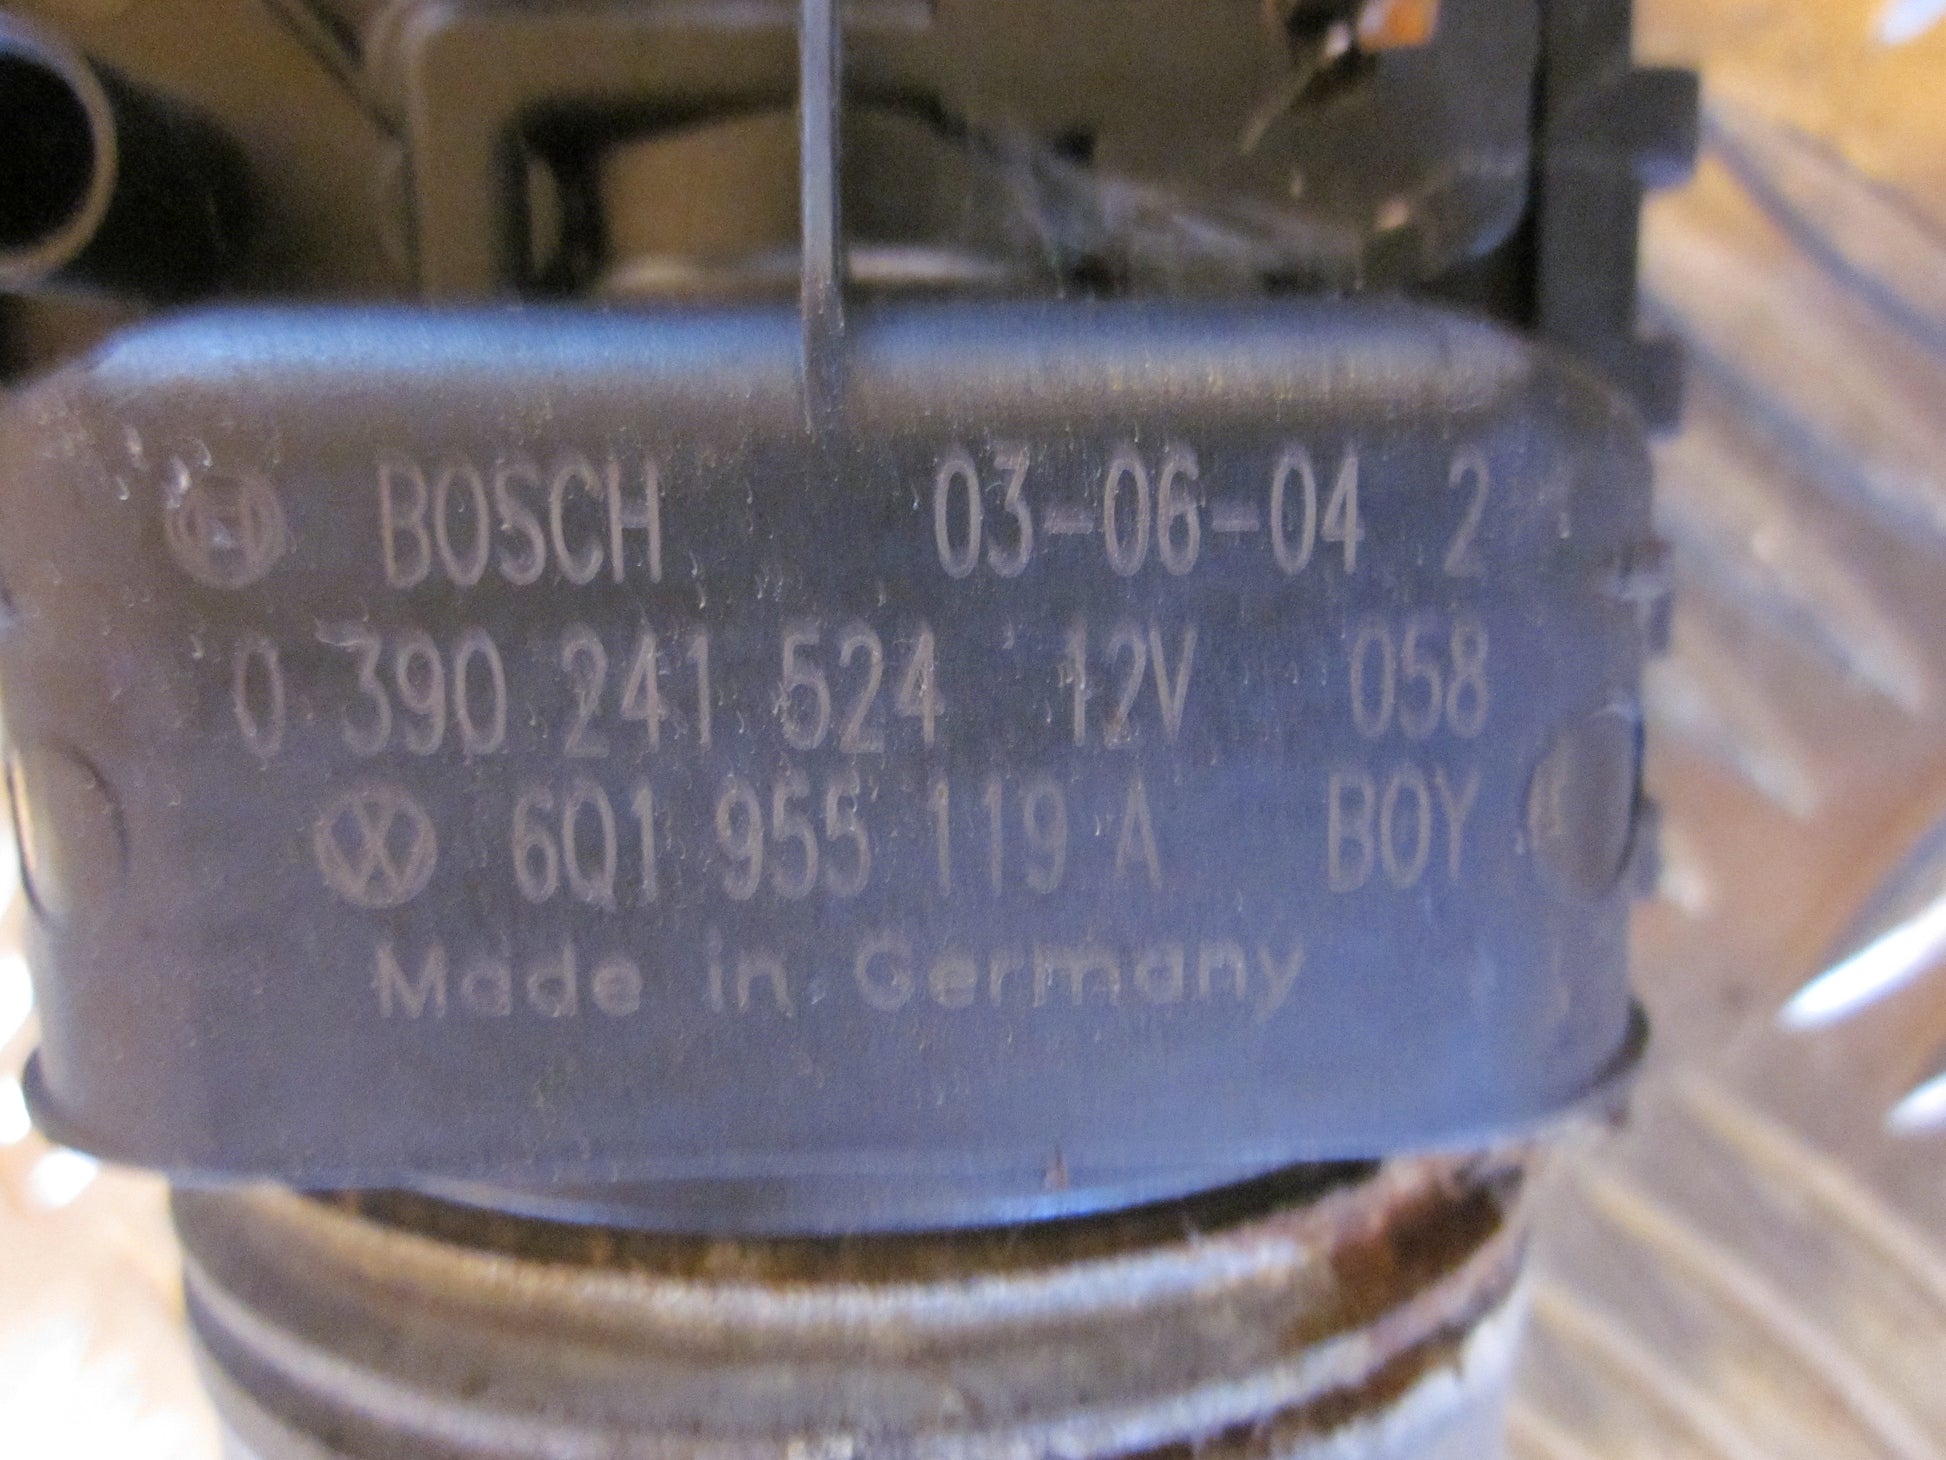 BOSCH 03-06-04 2
0 390 241 524 12V 058
6Q1 955 119 A BOY
Made in Germany